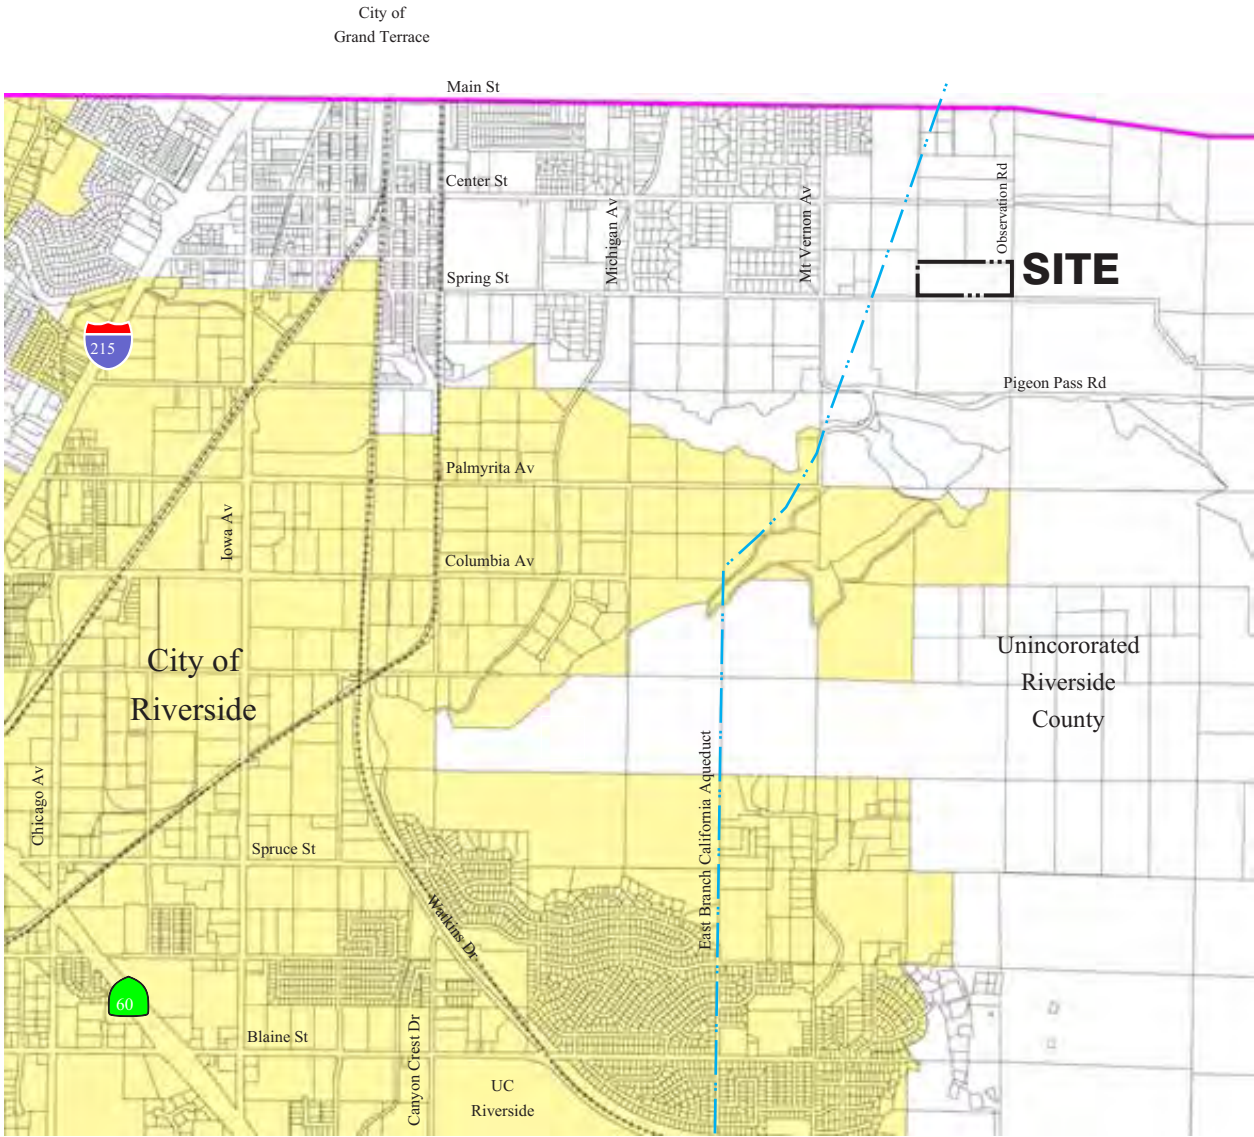 City of
Grand Terrace
Main St
Center St
Michigan Av
Mt Vernon Av
Observation Rd
Spring St
SITE
215
Pigeon Pass Rd
Palmyrita Av
Iowa Av
Columbia Av
City of
Riverside
Unincororated
Riverside
County
East Branch California Aqueduct
Chicago Av
Spruce St
Watkins Dr
60
Blaine St
Canyon Crest Dr
UC
Riverside